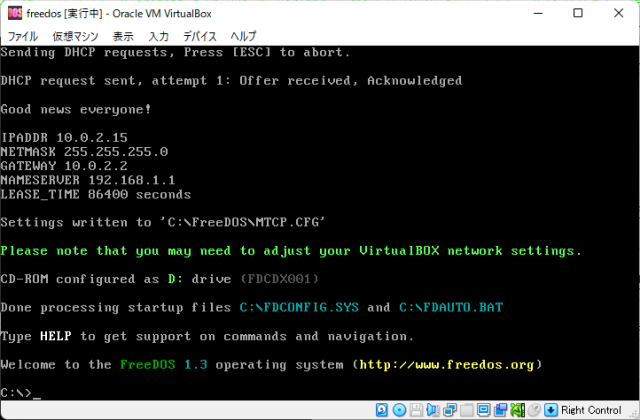 freedos [実行中] - Oracle VM VirtualBox
ファイル 仮想マシン 表示 入力 デバイス ヘルプ
Sending DHCP requests, Press [ESC] to abort.
DHCP request sent, attempt 1: Offer received, Acknowledged
Good news everyone!
IPADDR 10.0.2.15
NETMASK 255.255.255.0
GATEWAY 10.0.2.2
NAMESERVER 192.168.1.1
LEASE_TIME 86400 seconds
Settings written to 'C:\FreeDOS\MTCP.CFG'
Please note that you may need to adjust your VirtualBOX network settings.
CD-ROM configured as D: drive (FDCDX001)
Done processing startup files C:\FDCONFIG.SYS and C:\FDAUTO.BAT
Type HELP to get support on commands and navigation.
Welcome to the FreeDOS 1.3 operating system (http://www.freedos.org)
C:\>_
Right Control